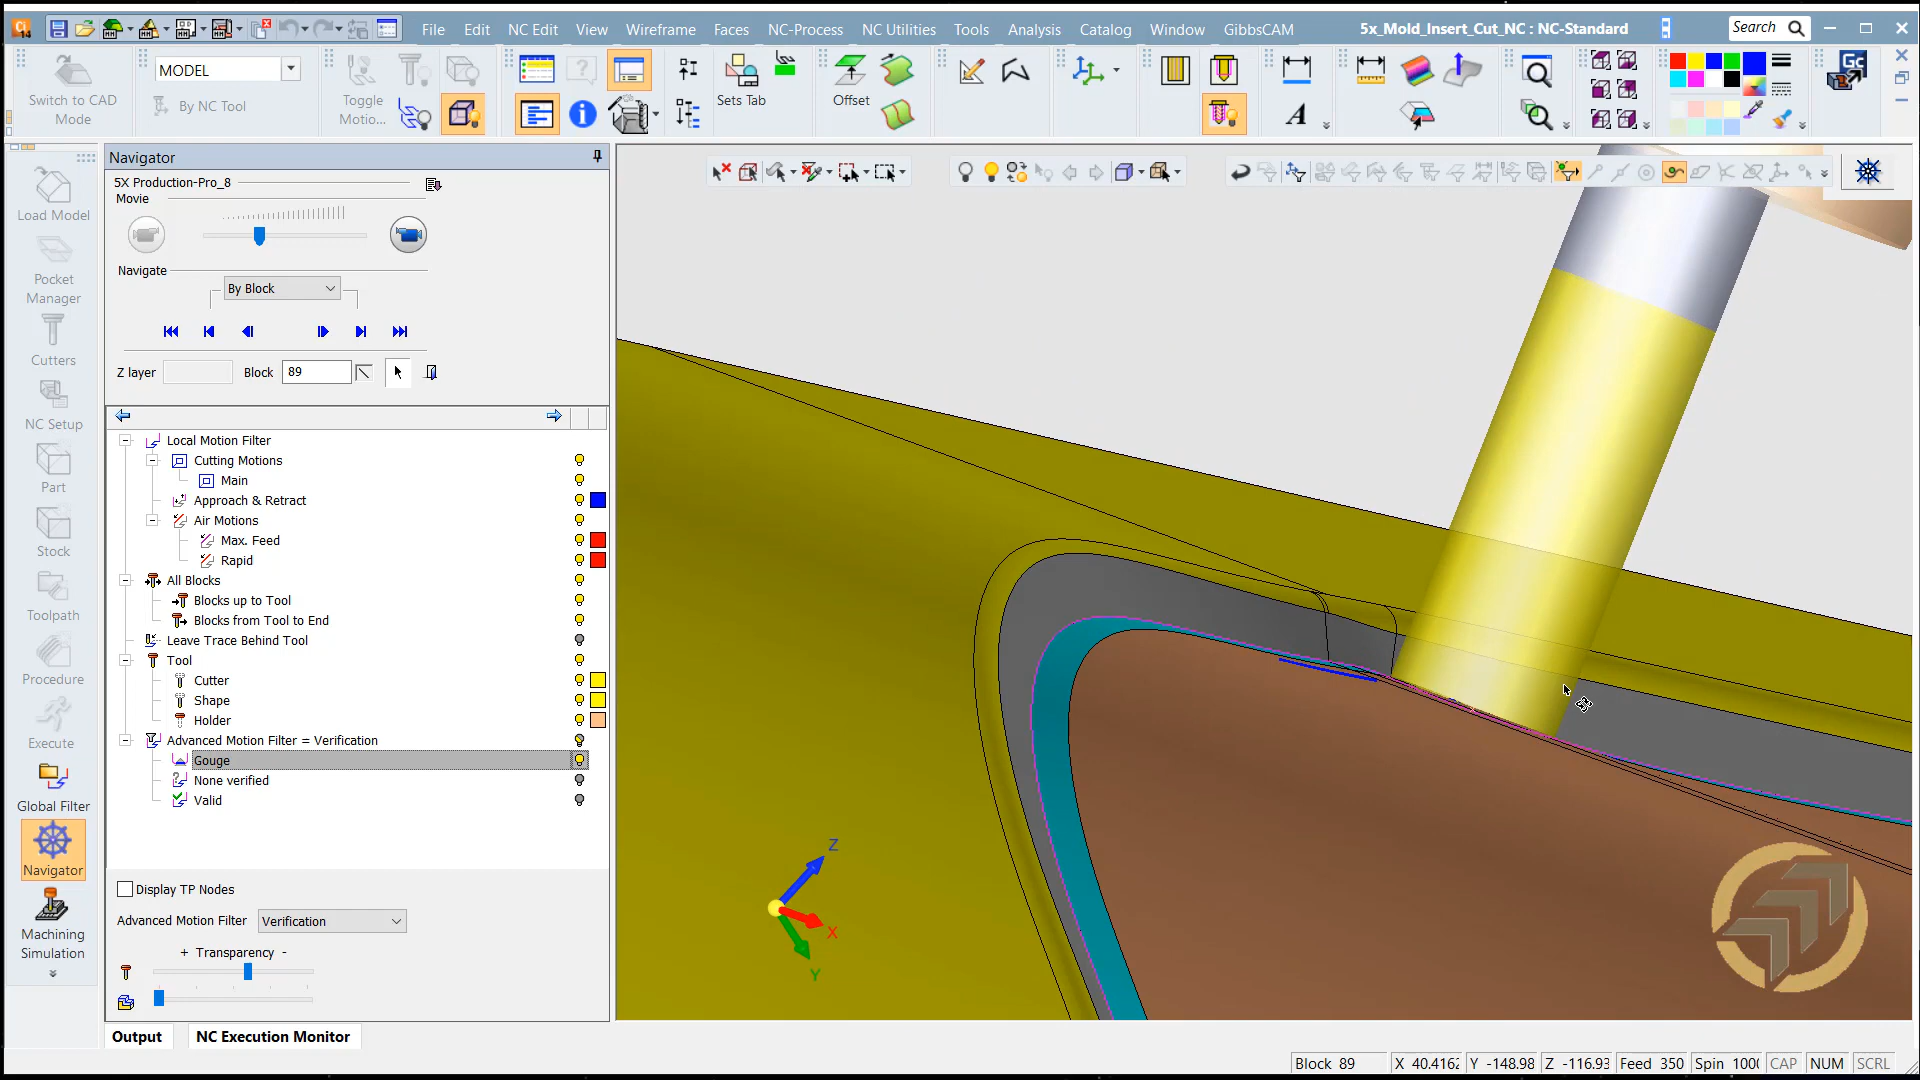 File Edit NC Edit View Wireframe Faces NC-Process NC Utilities Tools Analysis Catalog Window GibbsCAM 5x_Mold_Insert_Cut_NC : NC-Standard Search
MODEL
Switch to CAD Mode
By NC Tool
Toggle Motio...
Sets Tab
Offset
A
Gc
Load Model
Pocket Manager
Cutters
NC Setup
Part
Stock
Toolpath
Procedure
Execute
Global Filter
Navigator
Machining Simulation
Navigator
5X Production-Pro_8
Movie
Navigate
By Block
Z layer Block 89
Local Motion Filter
Cutting Motions
Main
Approach & Retract
Air Motions
Max. Feed
Rapid
All Blocks
Blocks up to Tool
Blocks from Tool to End
Leave Trace Behind Tool
Tool
Cutter
Shape
Holder
Advanced Motion Filter = Verification
Gouge
None verified
Valid
Display TP Nodes
Advanced Motion Filter Verification
+ Transparency -
Z
X
Y
Output NC Execution Monitor
Block 89 X 40.416 Y -148.98 Z -116.93 Feed 350 Spin 1000 CAP NUM SCRL